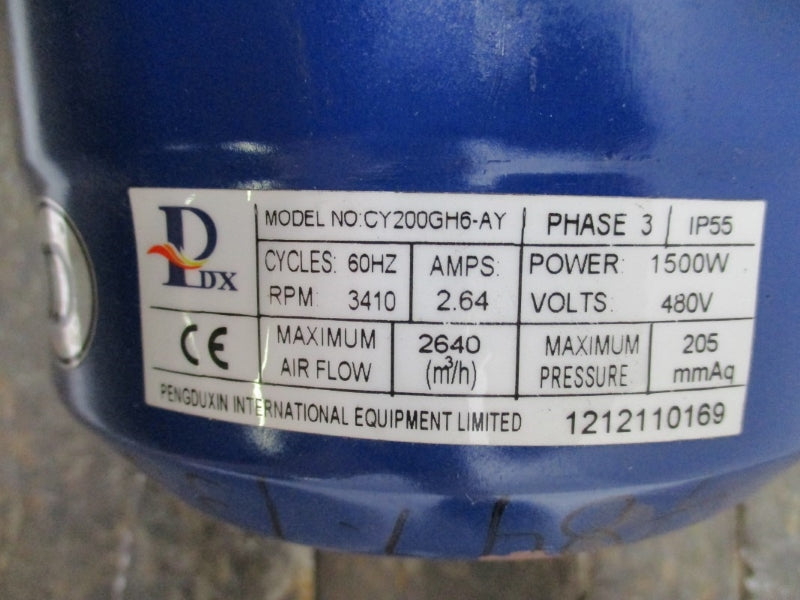 PDX
MODEL NO:CY200GH6-AY
PHASE 3
IP55
CYCLES: 60HZ
RPM: 3410
AMPS:
2.64
POWER: 1500W
VOLTS: 480V
CE
MAXIMUM
AIR FLOW
2640
(m³/h)
MAXIMUM
PRESSURE:
205
mmAq
PENGDUXIN INTERNATIONAL EQUIPMENT LIMITED
1212110169